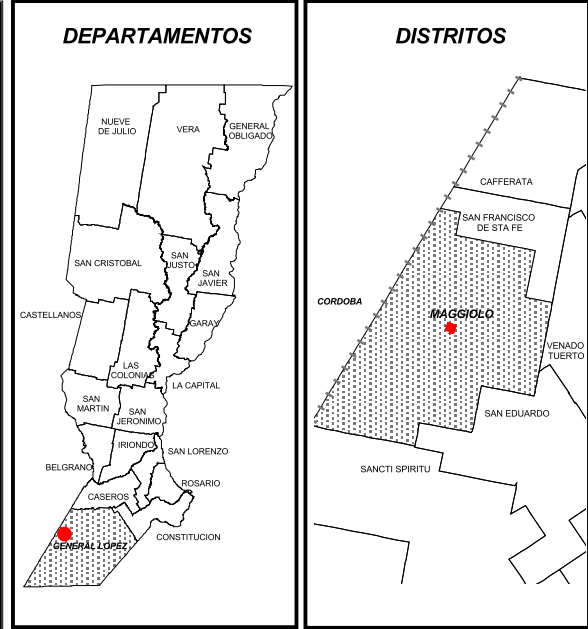 DEPARTAMENTOS
NUEVE
DE JULIO
VERA
GENERAL
OBLIGADO
SAN CRISTOBAL
SAN
JUSTO
SAN
JAVIER
CASTELLANOS
GARAY
LAS
COLONIAS
LA CAPITAL
SAN
MARTIN
SAN
JERONIMO
IRIONDO
SAN LORENZO
BELGRANO
ROSARIO
CASEROS
CONSTITUCION
GENERAL LOPEZ
DISTRITOS
CAFFERATA
SAN FRANCISCO
DE STA FE
CORDOBA
MAGGIOLO
VENADO
TUERTO
SAN EDUARDO
SANCTI SPIRITU